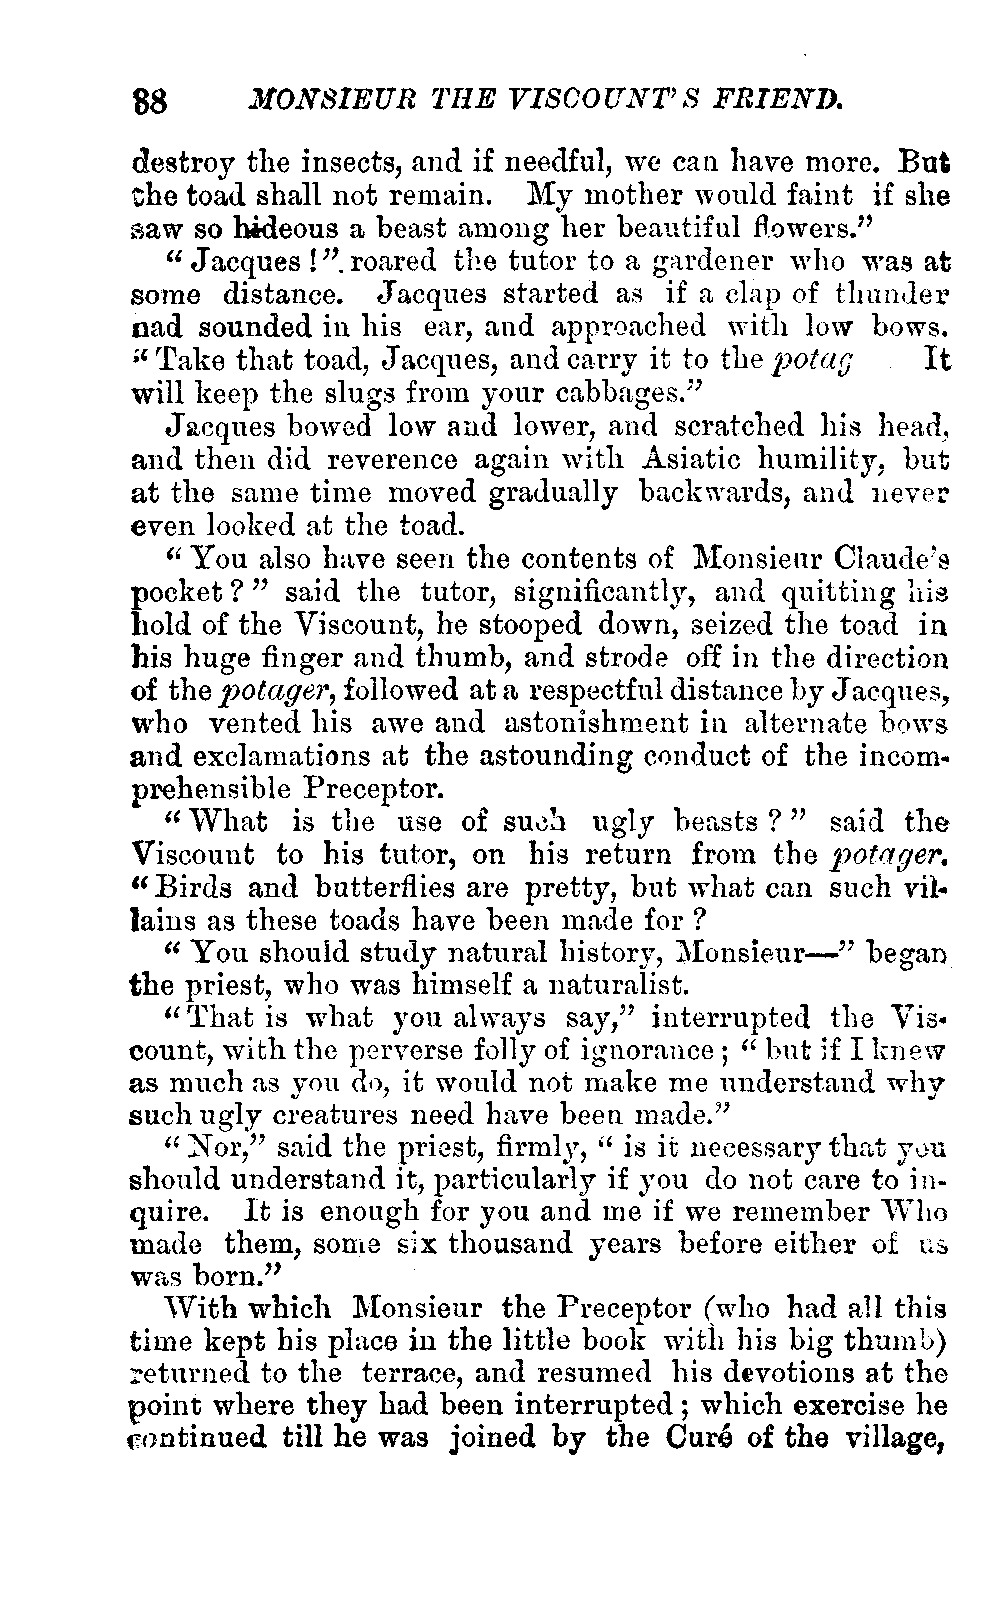 88 MONSIEUR THE VISCOUNT'S FRIEND.
destroy the insects, and if needful, we can have more. But
the toad shall not remain. My mother would faint if she
saw so hideous a beast among her beautiful flowers."
"Jacques!" roared the tutor to a gardener who was at
some distance. Jacques started as if a clap of thunder
had sounded in his ear, and approached with low bows.
"Take that toad, Jacques, and carry it to the potag It
will keep the slugs from your cabbages."
Jacques bowed low and lower, and scratched his head,
and then did reverence again with Asiatic humility, but
at the same time moved gradually backwards, and never
even looked at the toad.
"You also have seen the contents of Monsieur Claude's
pocket?" said the tutor, significantly, and quitting his
hold of the Viscount, he stooped down, seized the toad in
his huge finger and thumb, and strode off in the direction
of the potager, followed at a respectful distance by Jacques,
who vented his awe and astonishment in alternate bows
and exclamations at the astounding conduct of the incom-
prehensible Preceptor.
"What is the use of such ugly beasts?" said the
Viscount to his tutor, on his return from the potager.
"Birds and butterflies are pretty, but what can such vil-
lains as these toads have been made for?
"You should study natural history, Monsieur—" began
the priest, who was himself a naturalist.
"That is what you always say," interrupted the Vis-
count, with the perverse folly of ignorance; "but if I knew
as much as you do, it would not make me understand why
such ugly creatures need have been made."
"Nor," said the priest, firmly, "is it necessary that you
should understand it, particularly if you do not care to in-
quire. It is enough for you and me if we remember Who
made them, some six thousand years before either of us
was born."
With which Monsieur the Preceptor (who had all this
time kept his place in the little book with his big thumb)
returned to the terrace, and resumed his devotions at the
point where they had been interrupted; which exercise he
continued till he was joined by the Curé of the village,